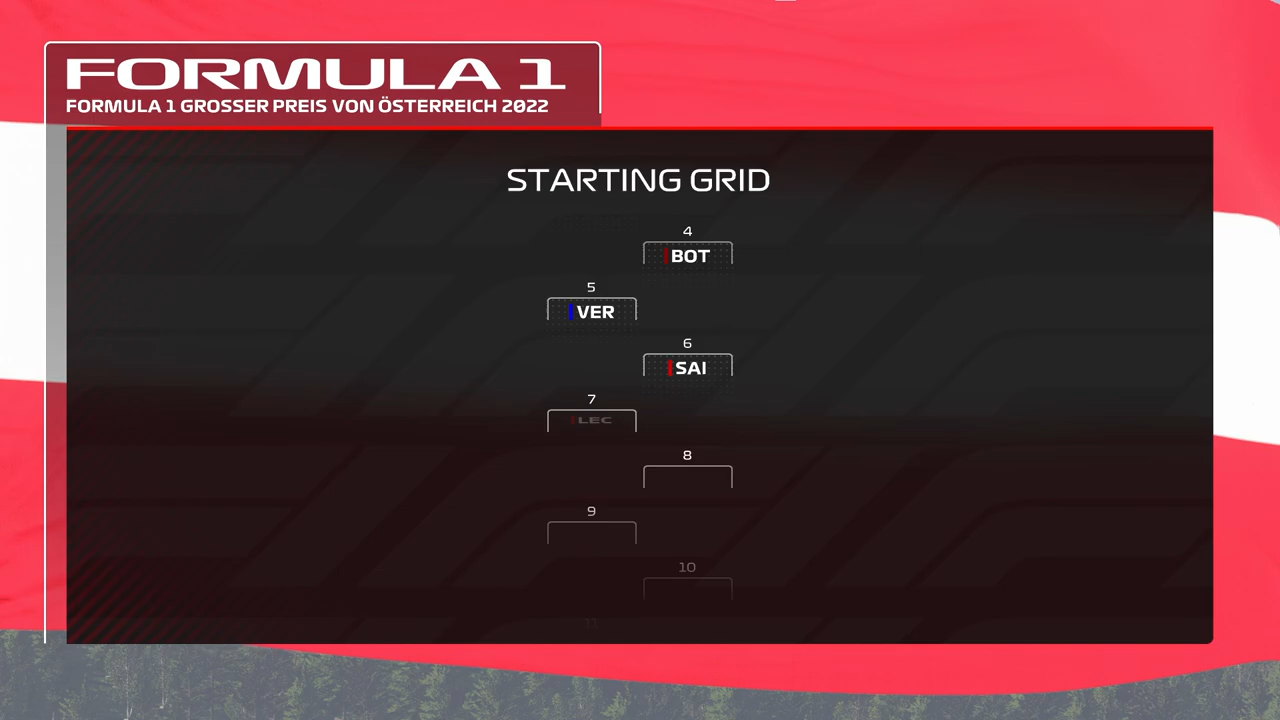 FORMULA 1
FORMULA 1 GROSSER PREIS VON ÖSTERREICH 2022
STARTING GRID
4
BOT
5
VER
6
SAI
7
LEC
8
9
10
11